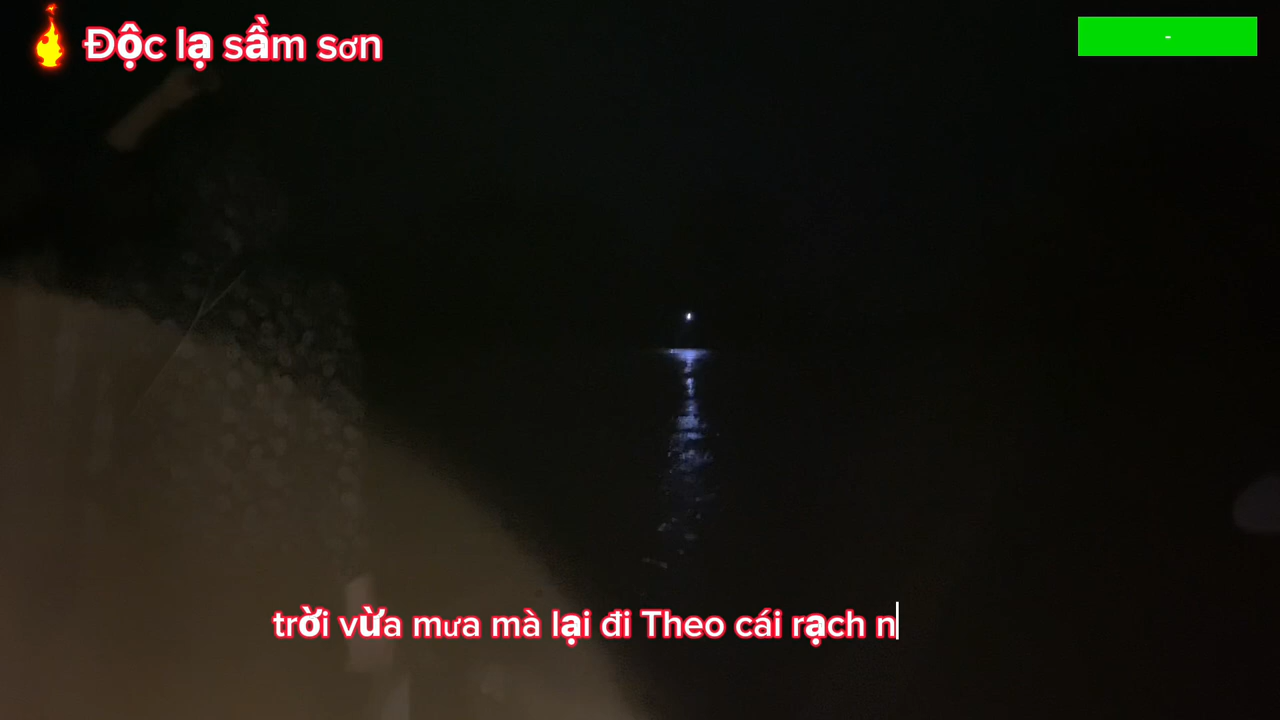 Độc lạ sầm sơn
-
trời vừa mưa mà lại đi Theo cái rạch n